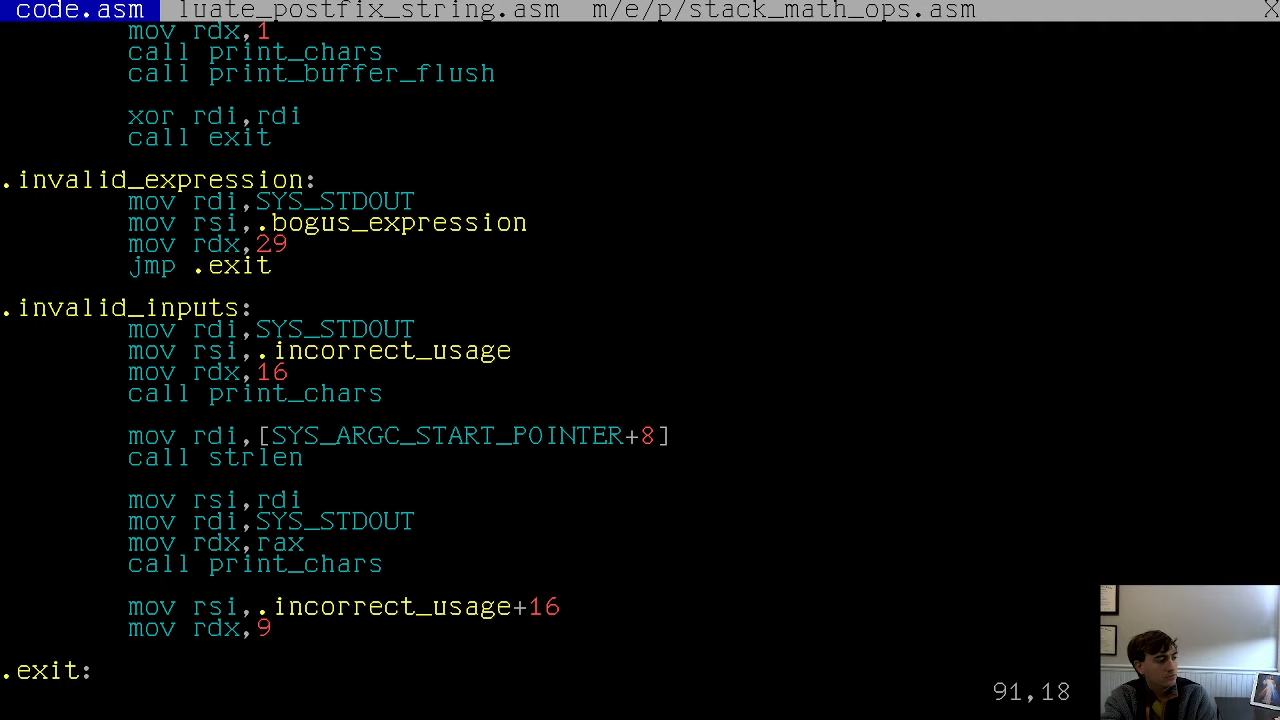 code.asm luate_postfix_string.asm m/e/p/stack_math_ops.asm X
mov rdx,1
call print_chars
call print_buffer_flush
xor rdi,rdi
call exit
.invalid_expression:
mov rdi,SYS_STDOUT
mov rsi,.bogus_expression
mov rdx,29
jmp .exit
.invalid_inputs:
mov rdi,SYS_STDOUT
mov rsi,.incorrect_usage
mov rdx,16
call print_chars
mov rdi,[SYS_ARGC_START_POINTER+8]
call strlen
mov rsi,rdi
mov rdi,SYS_STDOUT
mov rdx,rax
call print_chars
mov rsi,.incorrect_usage+16
mov rdx,9
.exit:
91,18